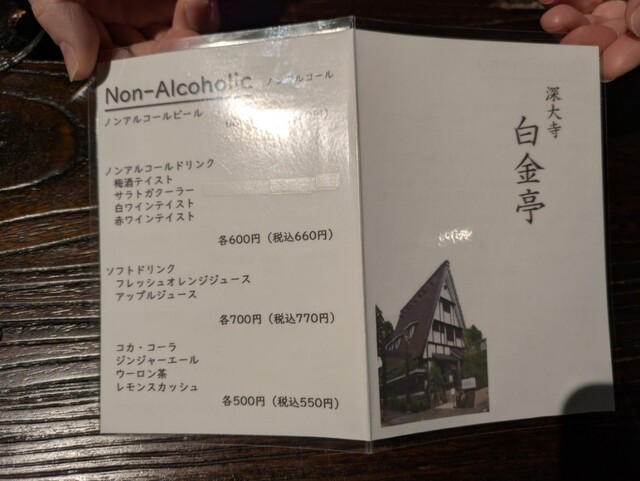 Non-Alcoholic ノンアルコール
ノンアルコールビール
ノンアルコールドリンク
梅酒テイスト
サラトガクーラー
白ワインテイスト
赤ワインテイスト
各600円（税込660円）
ソフトドリンク
フレッシュオレンジジュース
アップルジュース
各700円（税込770円）
コカ・コーラ
ジンジャーエール
ウーロン茶
レモンスカッシュ
各500円（税込550円）
深大寺
白金亭